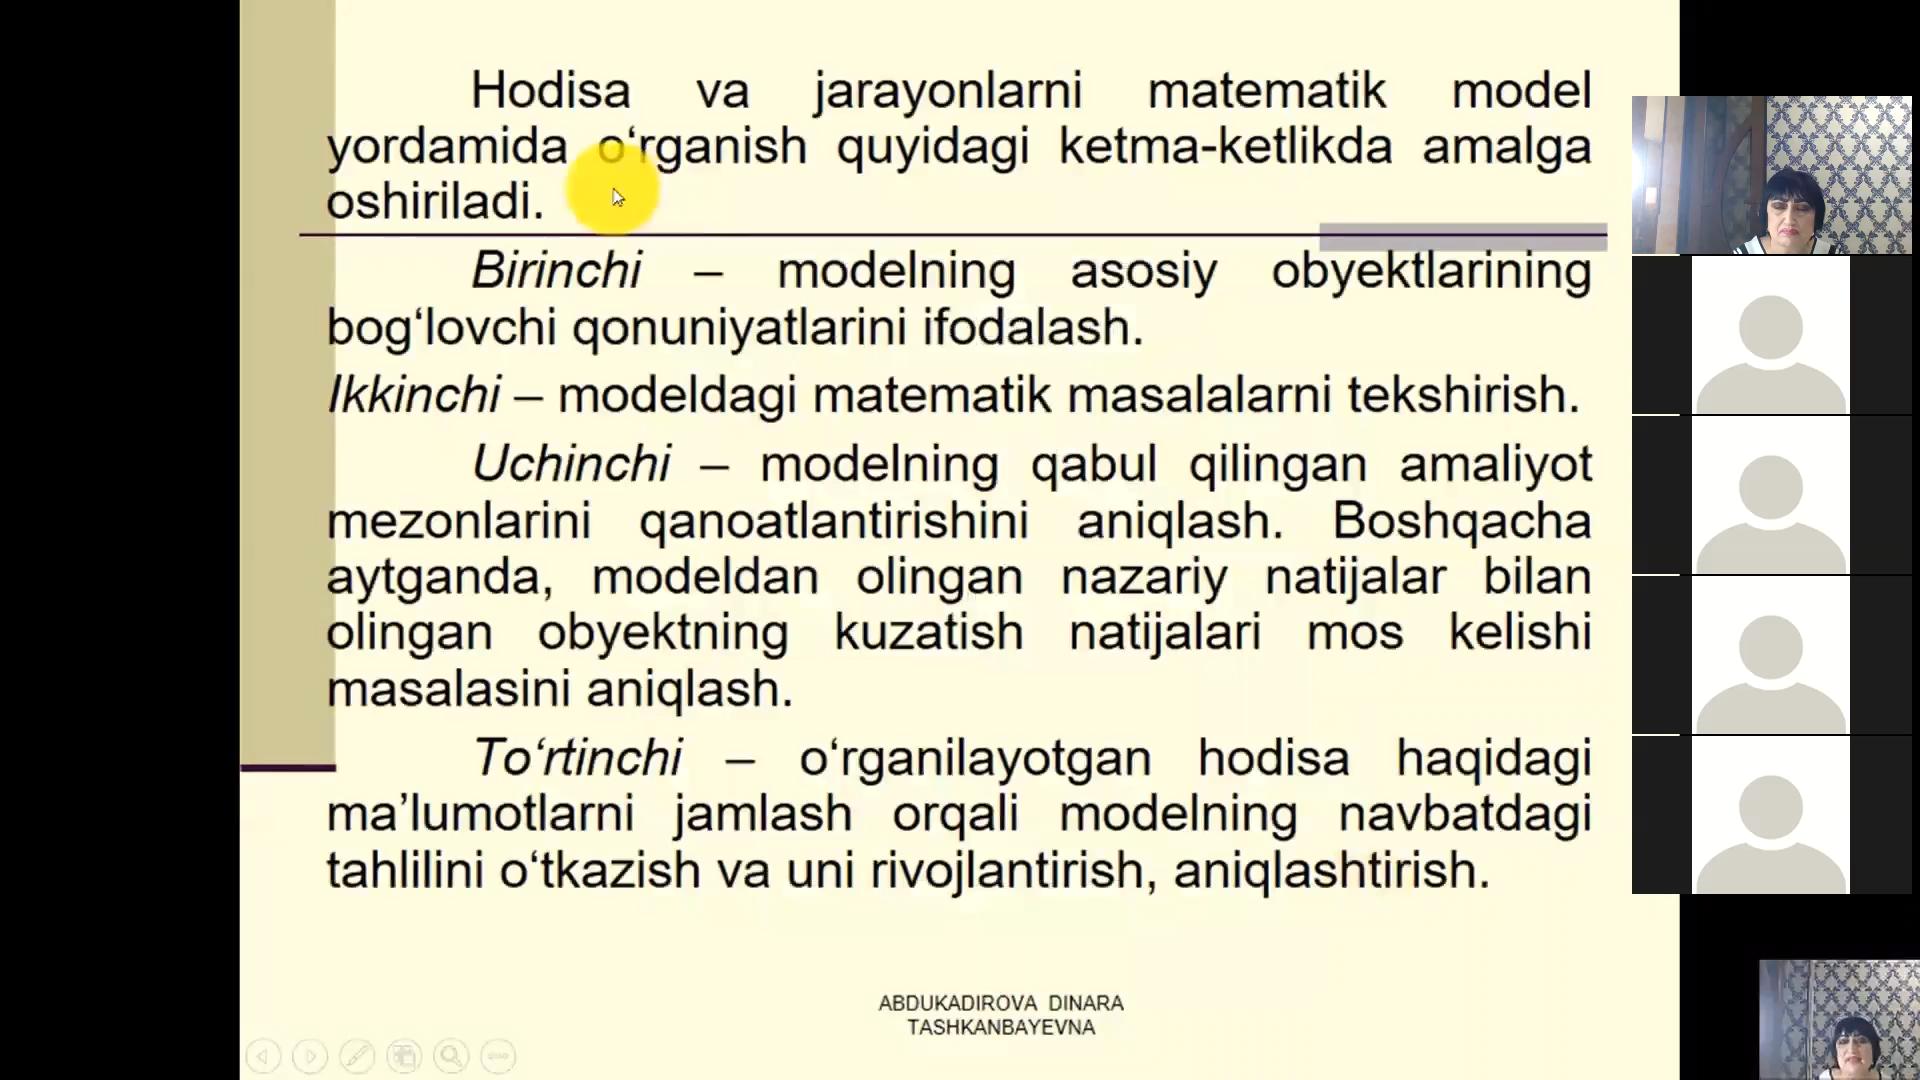 Hodisa va jarayonlarni matematik model
yordamida o‘rganish quyidagi ketma-ketlikda amalga
oshiriladi.
Birinchi – modelning asosiy obyektlarining
bog‘lovchi qonuniyatlarini ifodalash.
Ikkinchi – modeldagi matematik masalalarni tekshirish.
Uchinchi – modelning qabul qilingan amaliyot
mezonlarini qanoatlantirishini aniqlash. Boshqacha
aytganda, modeldan olingan nazariy natijalar bilan
olingan obyektning kuzatish natijalari mos kelishi
masalasini aniqlash.
To‘rtinchi – o‘rganilayotgan hodisa haqidagi
ma’lumotlarni jamlash orqali modelning navbatdagi
tahlilini o‘tkazish va uni rivojlantirish, aniqlashtirish.
ABDUKADIROVA DINARA
TASHKANBAYEVNA